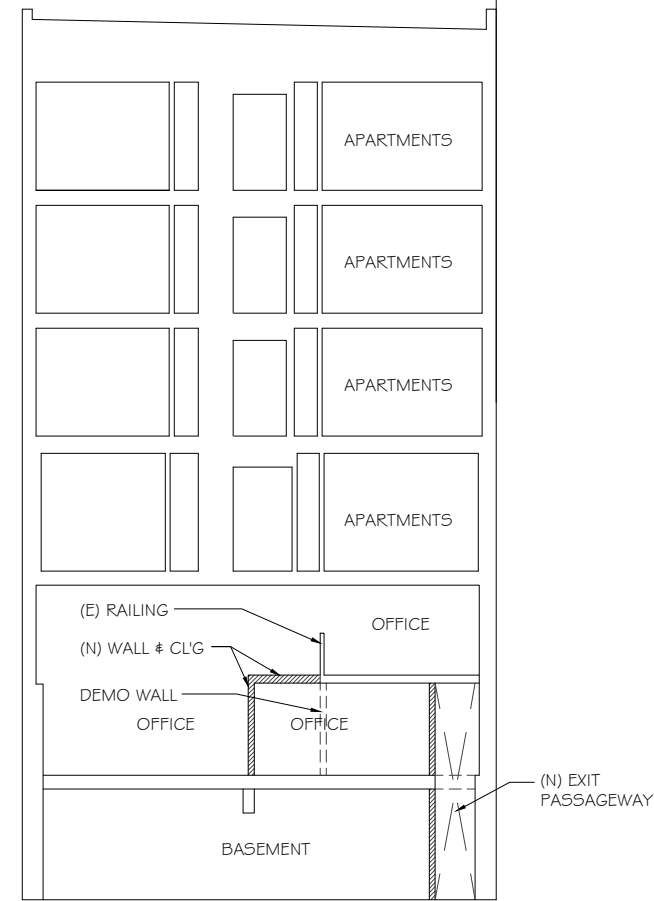 APARTMENTS
APARTMENTS
APARTMENTS
APARTMENTS
(E) RAILING
OFFICE
(N) WALL & CL'G
DEMO WALL
OFFICE
OFFICE
(N) EXIT
PASSAGEWAY
BASEMENT